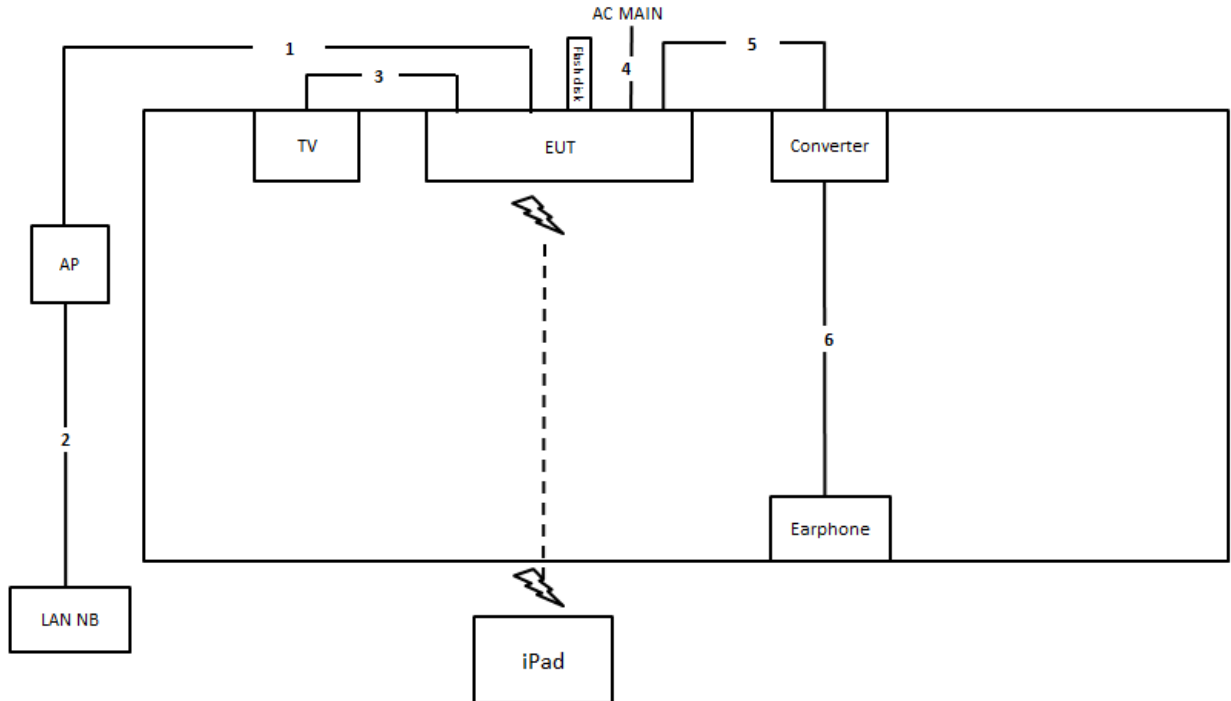 AC MAIN
1
Flash disk
4
5
3
TV
EUT
Converter
AP
6
2
Earphone
LAN NB
iPad